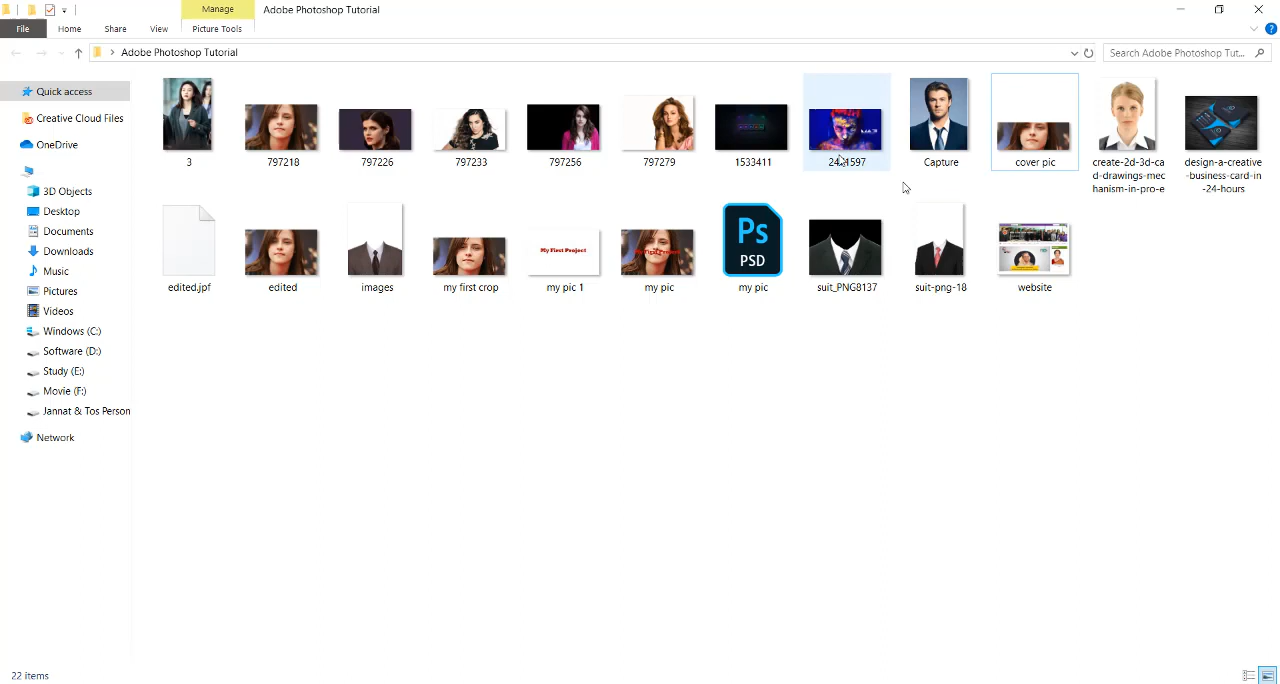 Manage
Adobe Photoshop Tutorial
File
Home
Share
View
Picture Tools
Adobe Photoshop Tutorial
Search Adobe Photoshop Tut...
Quick access
Creative Cloud Files
OneDrive
3D Objects
Desktop
Documents
Downloads
Music
Pictures
Videos
Windows (C:)
Software (D:)
Study (E:)
Movie (F:)
Jannat & Tos Person
Network
3
797218
797226
797233
797256
797279
1533411
Capture
cover pic
create-2d-3d-ca
d-drawings-mec
hanism-in-pro-e
design-a-creative
-business-card-in
-24-hours
edited.jpf
edited
images
my first crop
My First Project
my pic 1
my pic
Ps
PSD
my pic
suit_PNG8137
suit-png-18
website
22 items